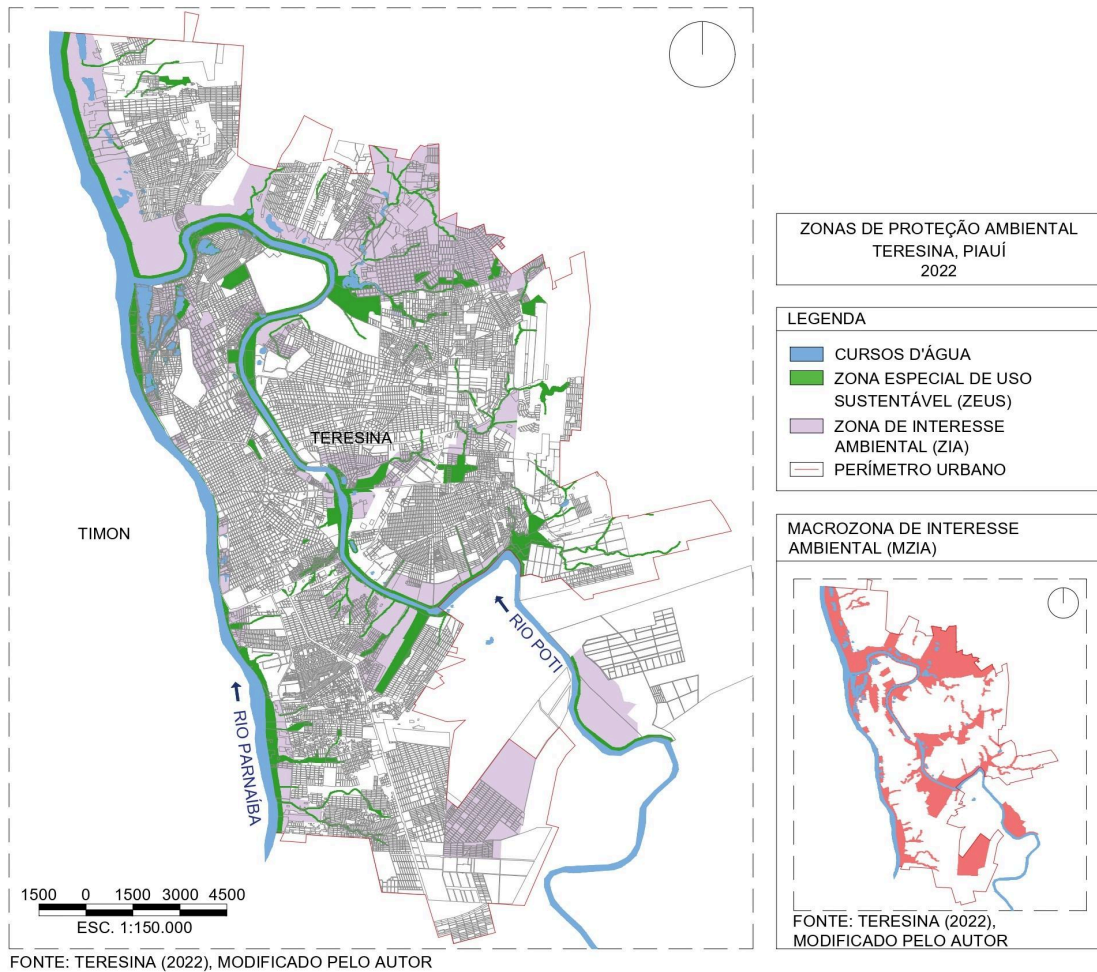 TERESINA
TIMON
RIO POTI
RIO PARNAÍBA
1500 0 1500 3000 4500
ESC. 1:150.000
FONTE: TERESINA (2022), MODIFICADO PELO AUTOR
ZONAS DE PROTEÇÃO AMBIENTAL
TERESINA, PIAUÍ
2022
LEGENDA
CURSOS D'ÁGUA
ZONA ESPECIAL DE USO
SUSTENTÁVEL (ZEUS)
ZONA DE INTERESSE
AMBIENTAL (ZIA)
PERÍMETRO URBANO
MACROZONA DE INTERESSE
AMBIENTAL (MZIA)
FONTE: TERESINA (2022),
MODIFICADO PELO AUTOR